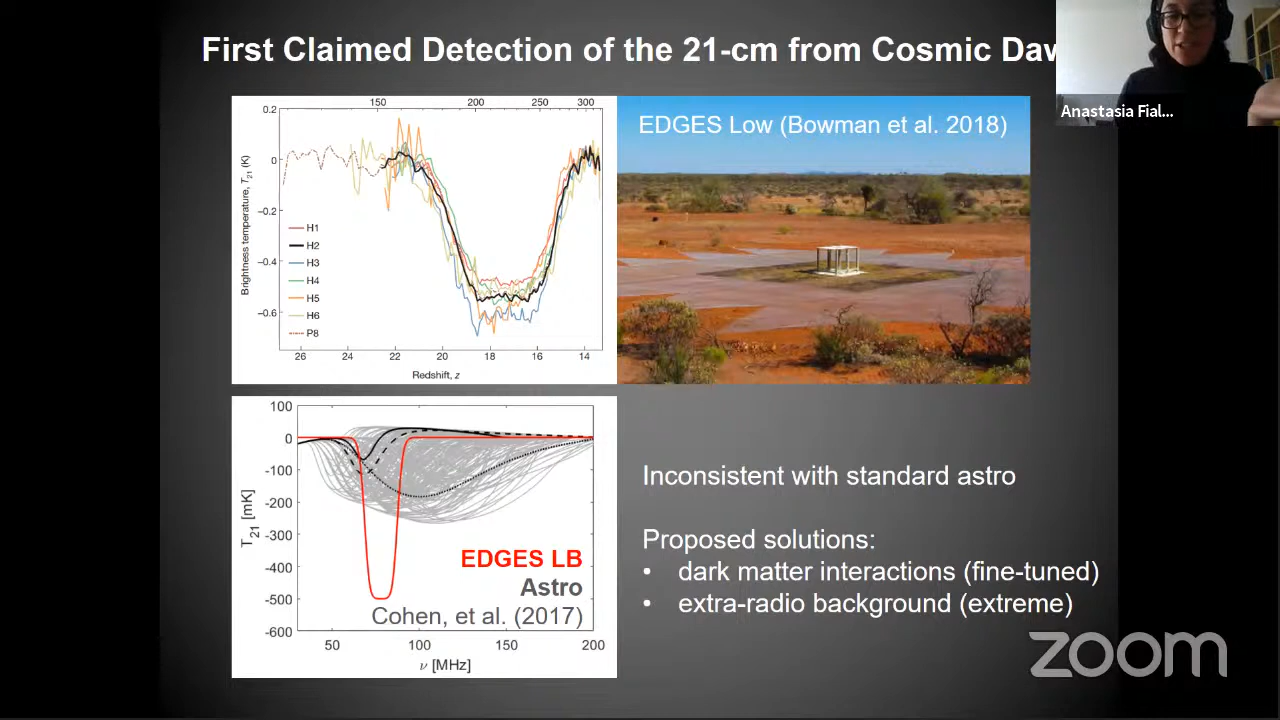 First Claimed Detection of the 21-cm from Cosmic Daw
Anastasia Fial...
150 200 250 300
0.2
0
−0.2
−0.4
−0.6
Brightness temperature, T21 (K)
H1
H2
H3
H4
H5
H6
P8
26 24 22 20 18 16 14
Redshift, z
EDGES Low (Bowman et al. 2018)
100
0
-100
-200
-300
-400
-500
-600
T21 [mK]
EDGES LB
Astro
Cohen, et al. (2017)
50 100 150 200
ν [MHz]
Inconsistent with standard astro
Proposed solutions:
• dark matter interactions (fine-tuned)
• extra-radio background (extreme)
zoom